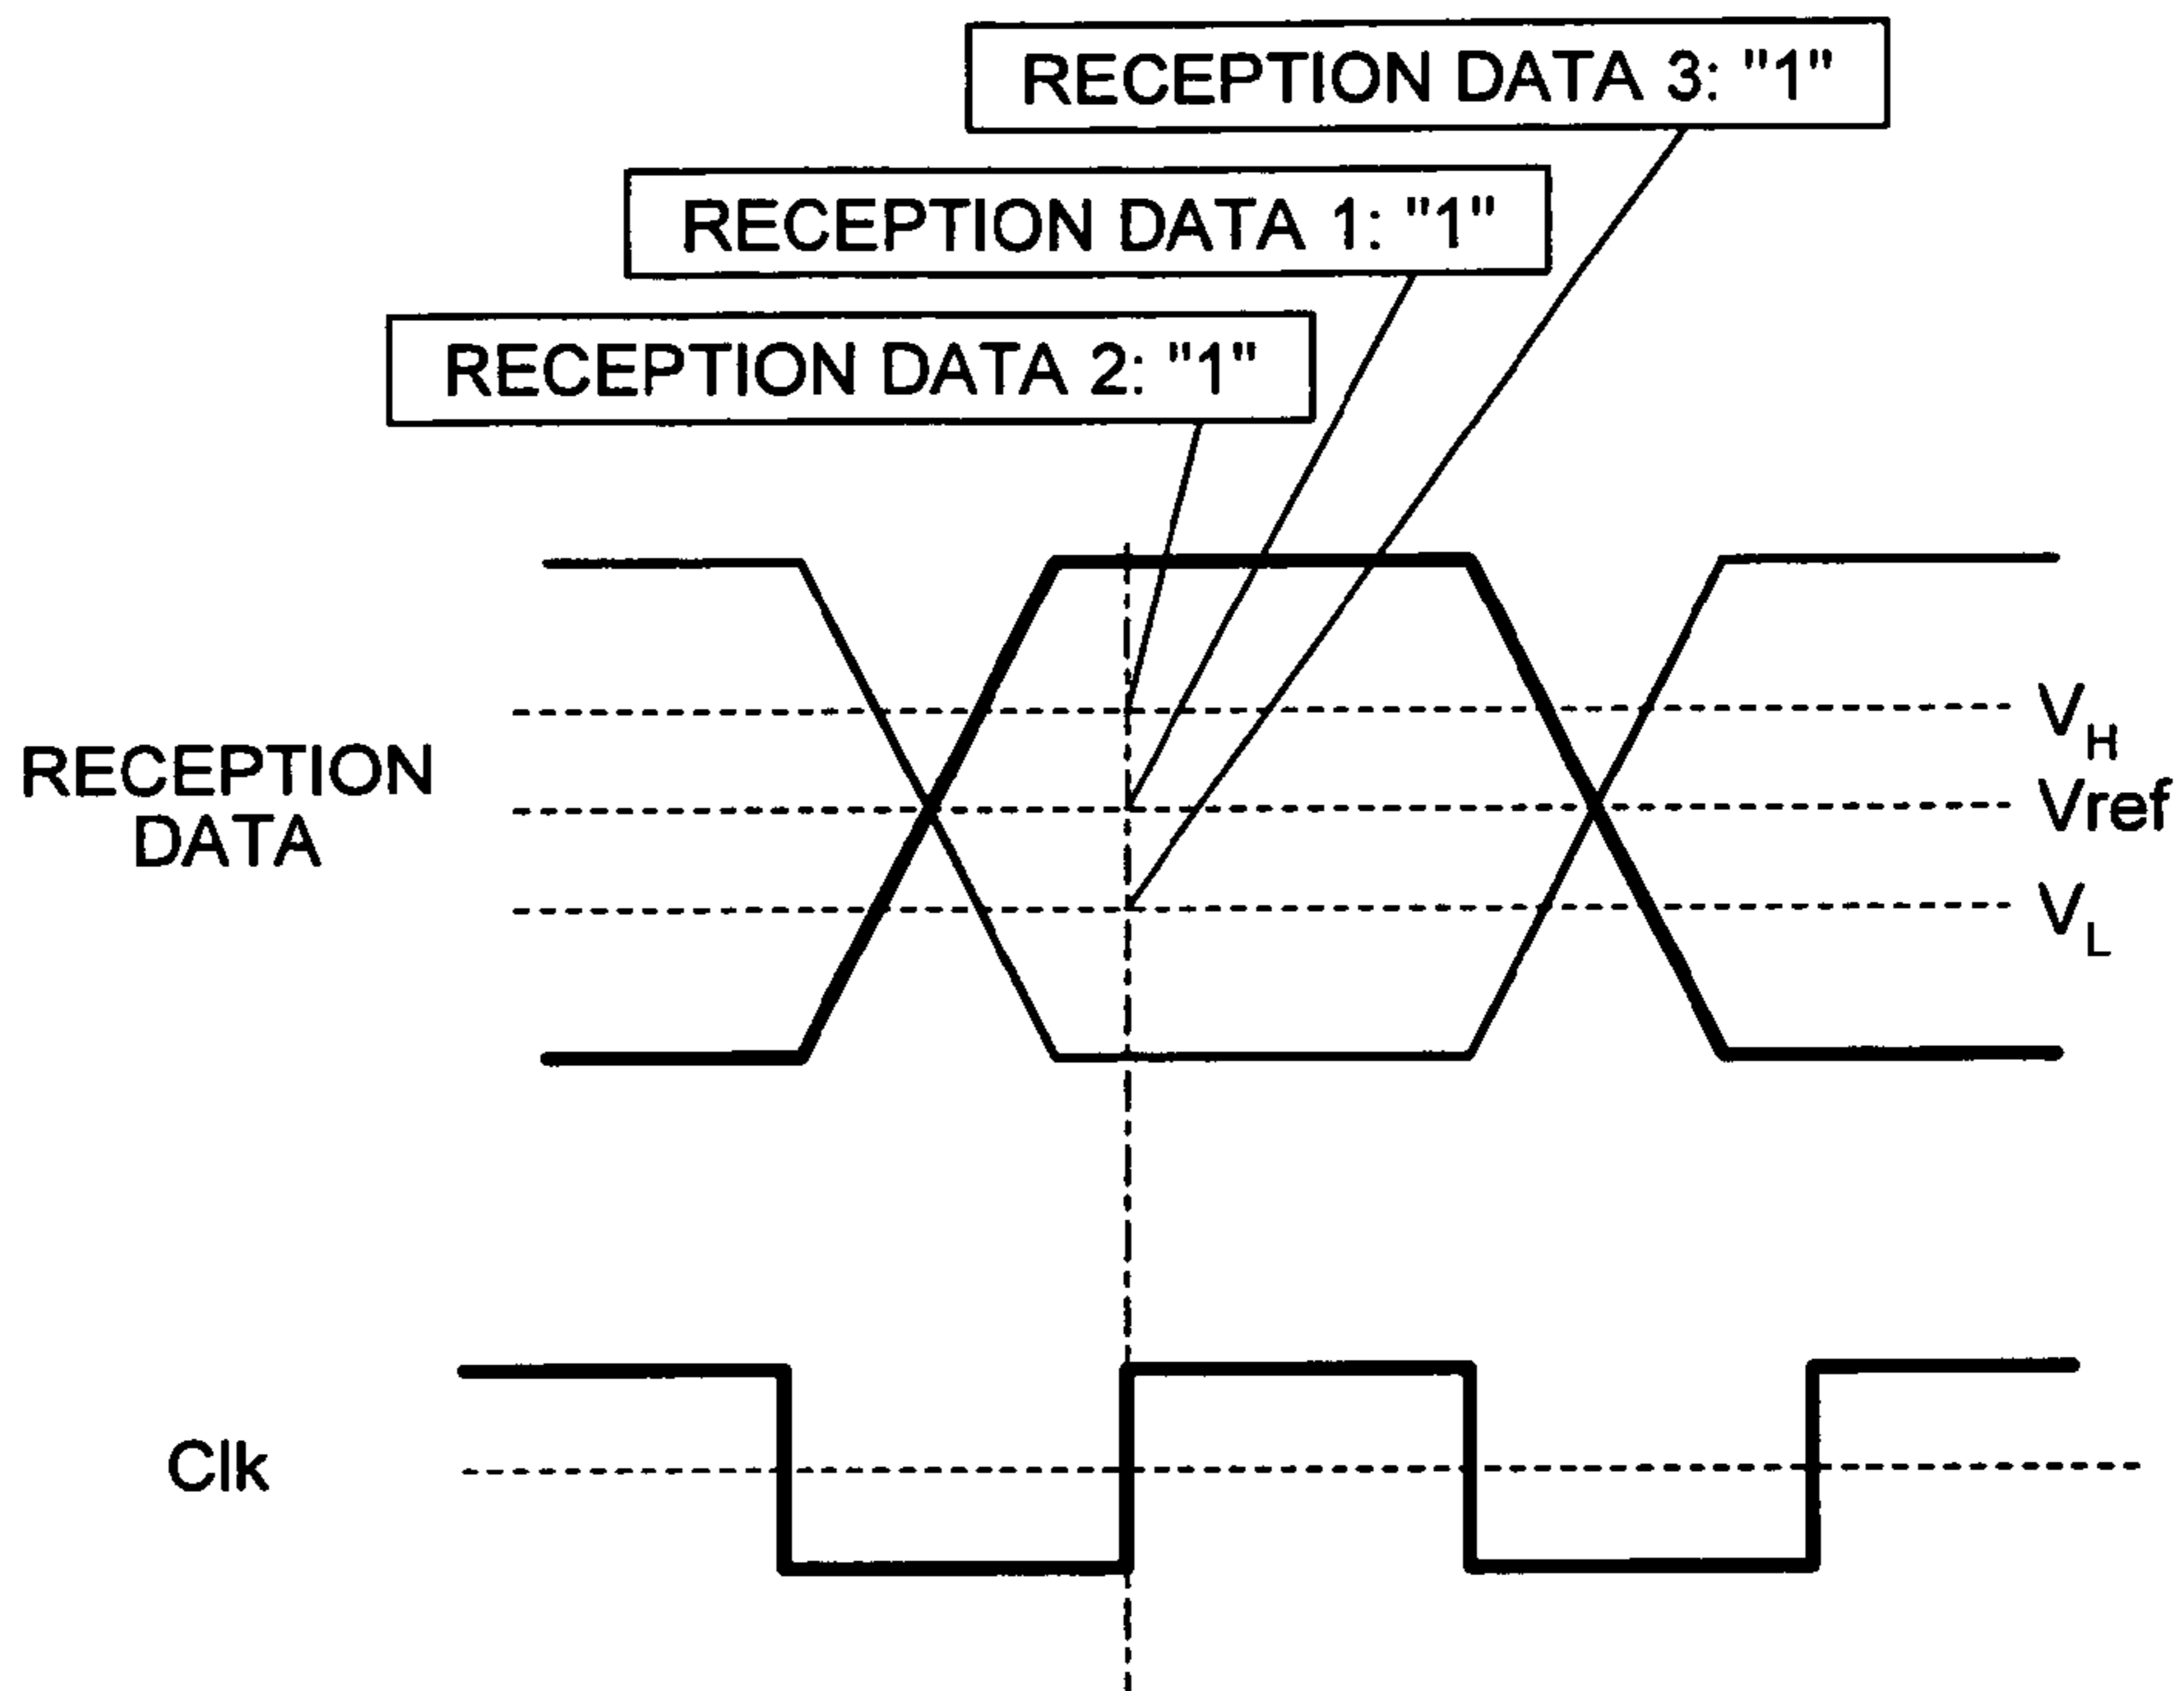 RECEPTION DATA 3: "1"
RECEPTION DATA 1: "1"
RECEPTION DATA 2: "1"
RECEPTION
DATA
VH
Vref
VL
Clk